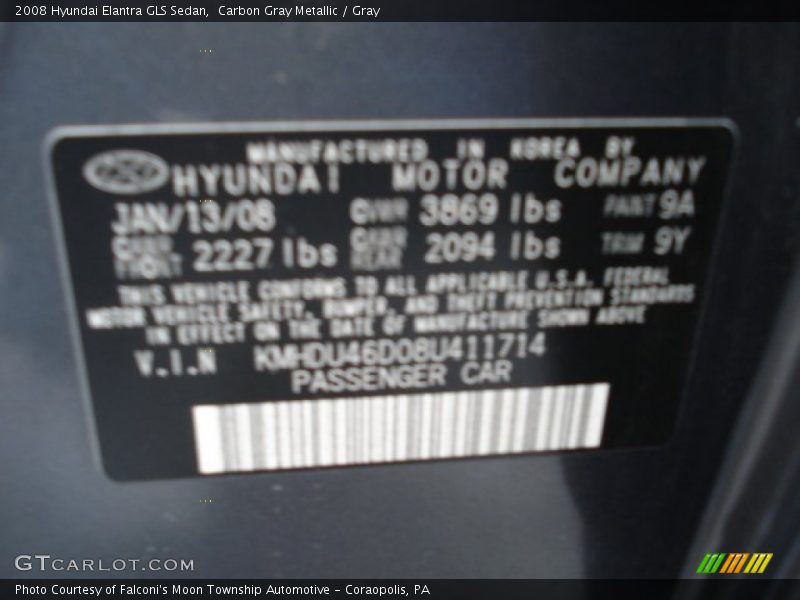 2008 Hyundai Elantra GLS Sedan,  Carbon Gray Metallic / Gray
MANUFACTURED IN KOREA BY
HYUNDAI MOTOR COMPANY
JAN/13/08 GVWR 3869 lbs PAINT 9A
GAWR FRONT 2227 lbs GAWR REAR 2094 lbs TRIM 9Y
THIS VEHICLE CONFORMS TO ALL APPLICABLE U.S.A. FEDERAL
MOTOR VEHICLE SAFETY, BUMPER, AND THEFT PREVENTION STANDARDS
IN EFFECT ON THE DATE OF MANUFACTURE SHOWN ABOVE
V.I.N KMHDU46D08U411714
PASSENGER CAR
GTCARLOT.COM
Photo Courtesy of Falconi's Moon Township Automotive - Coraopolis, PA